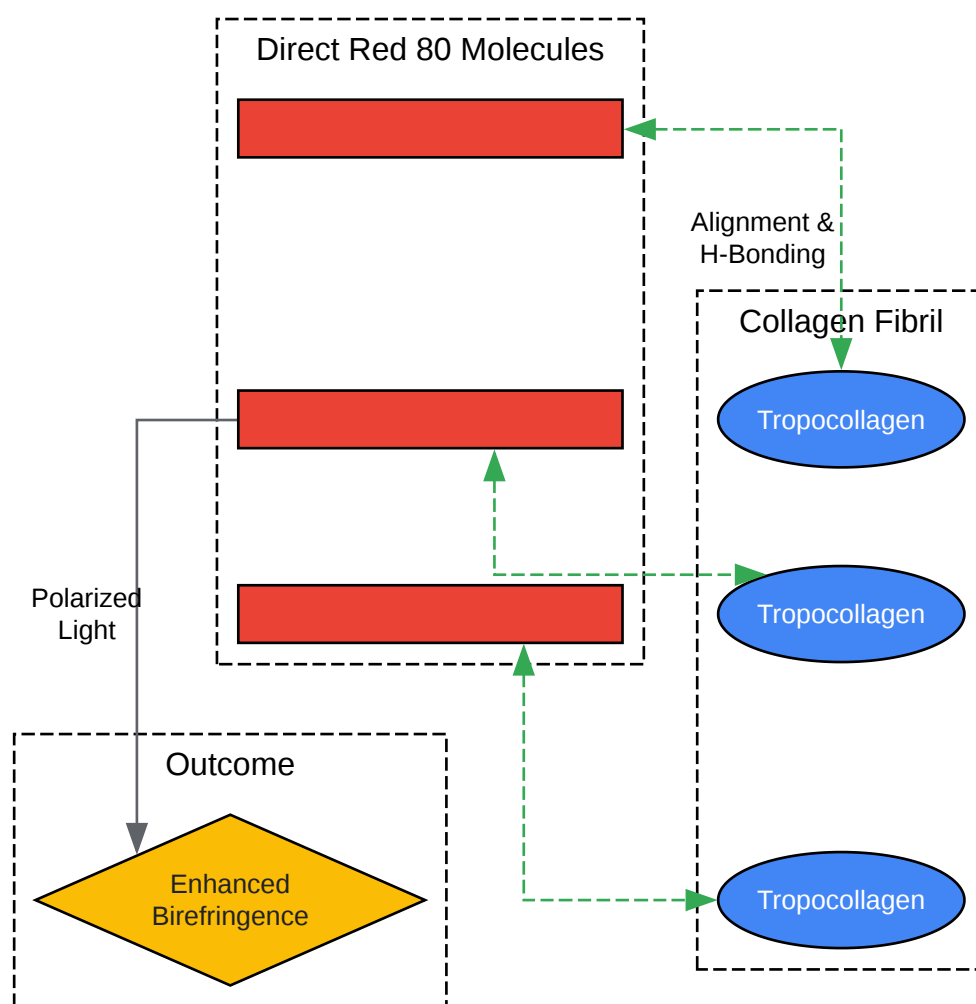 Direct Red 80 Molecules
Alignment &
H-Bonding
Collagen Fibril
Tropocollagen
Tropocollagen
Polarized
Light
Outcome
Enhanced
Birefringence
Tropocollagen